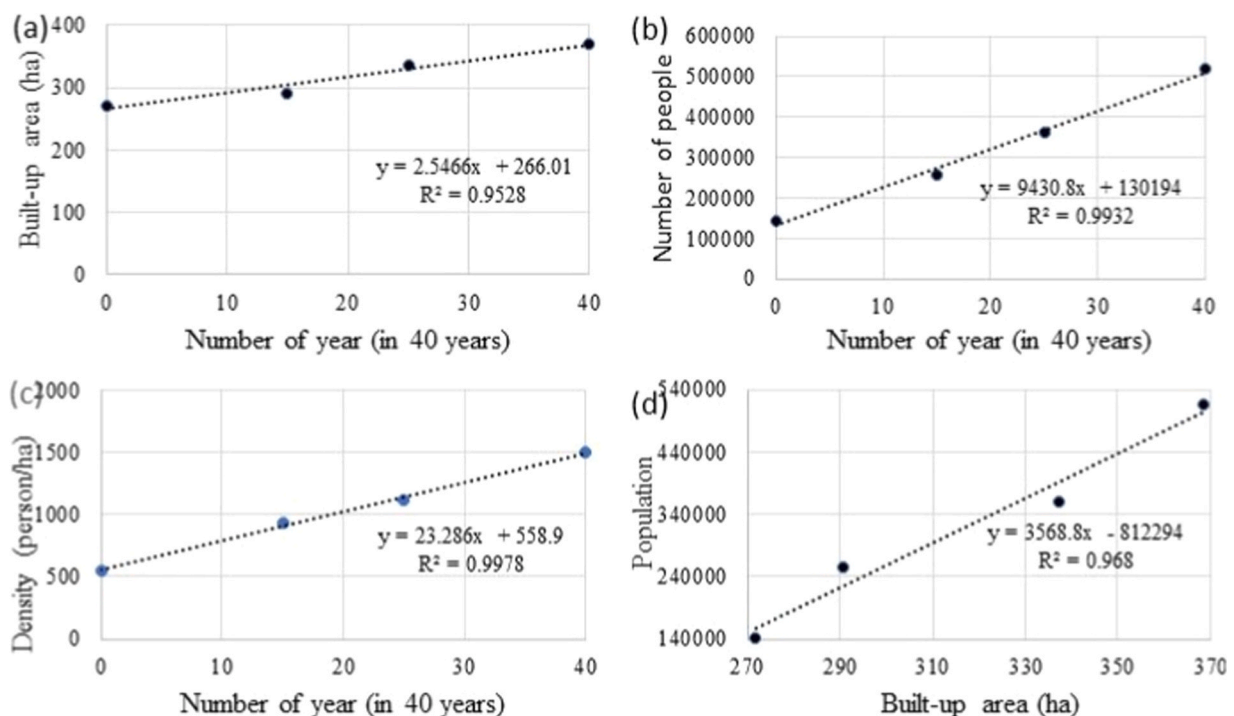 (a)
Built-up area (ha)
400
300
200
100
0
y = 2.5466x + 266.01
R² = 0.9528
0 10 20 30 40
Number of year (in 40 years)
(b)
Number of people
600000
500000
400000
300000
200000
100000
0
y = 9430.8x + 130194
R² = 0.9932
0 10 20 30 40
Number of year (in 40 years)
(c)
Density (person/ha)
2000
1500
1000
500
0
y = 23.286x + 558.9
R² = 0.9978
0 10 20 30 40
Number of year (in 40 years)
(d)
Population
540000
440000
340000
240000
140000
y = 3568.8x - 812294
R² = 0.968
270 290 310 330 350 370
Built-up area (ha)